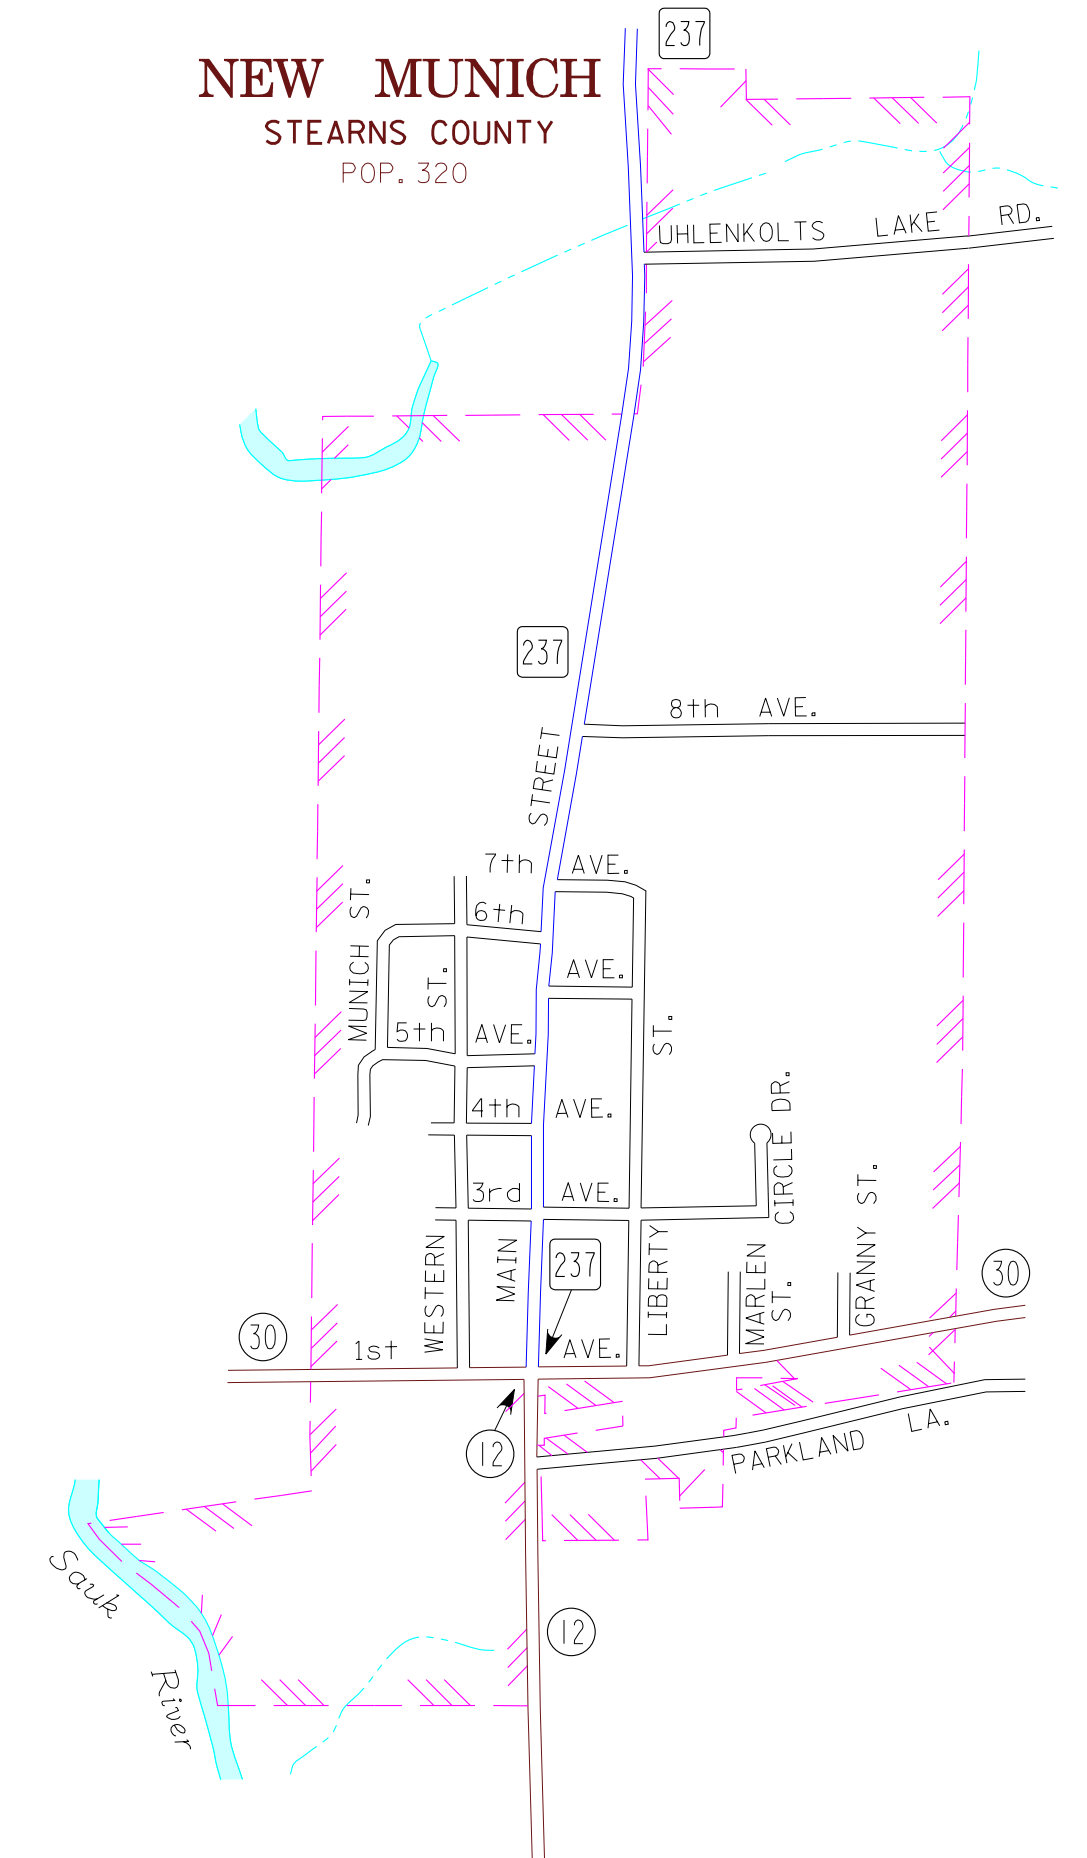 237
NEW MUNICH
STEARNS COUNTY
POP. 320
UHLENKOLTS LAKE RD.
237
8th AVE.
STREET
7th AVE.
MUNICH ST.
6th
AVE.
ST.
5th AVE.
ST.
4th AVE.
CIRCLE DR.
3rd AVE.
GRANNY ST.
WESTERN
MAIN
237
LIBERTY
MARLEN ST.
30
30
1st AVE.
12
PARKLAND LA.
Sauk River
12